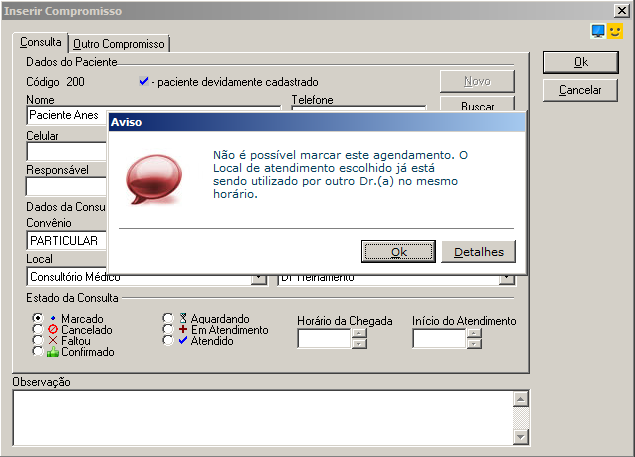 Inserir Compromisso
Consulta
Outro Compromisso
Dados do Paciente
Código 200
- paciente devidamente cadastrado
Novo
Ok
Cancelar
Nome
Telefone
Paciente Anes
Buscar
Aviso
Celular
Responsável
Não é possível marcar este agendamento. O
Local de atendimento escolhido já está
sendo utilizado por outro Dr.(a) no mesmo
horário.
Ok
Detalhes
Dados da Consu
Convênio
PARTICULAR
Local
Consultório Médico
Dr Treinamento
Estado da Consulta
Marcado
Cancelado
Faltou
Confirmado
Aguardando
Em Atendimento
Atendido
Horário da Chegada
Início do Atendimento
Observação